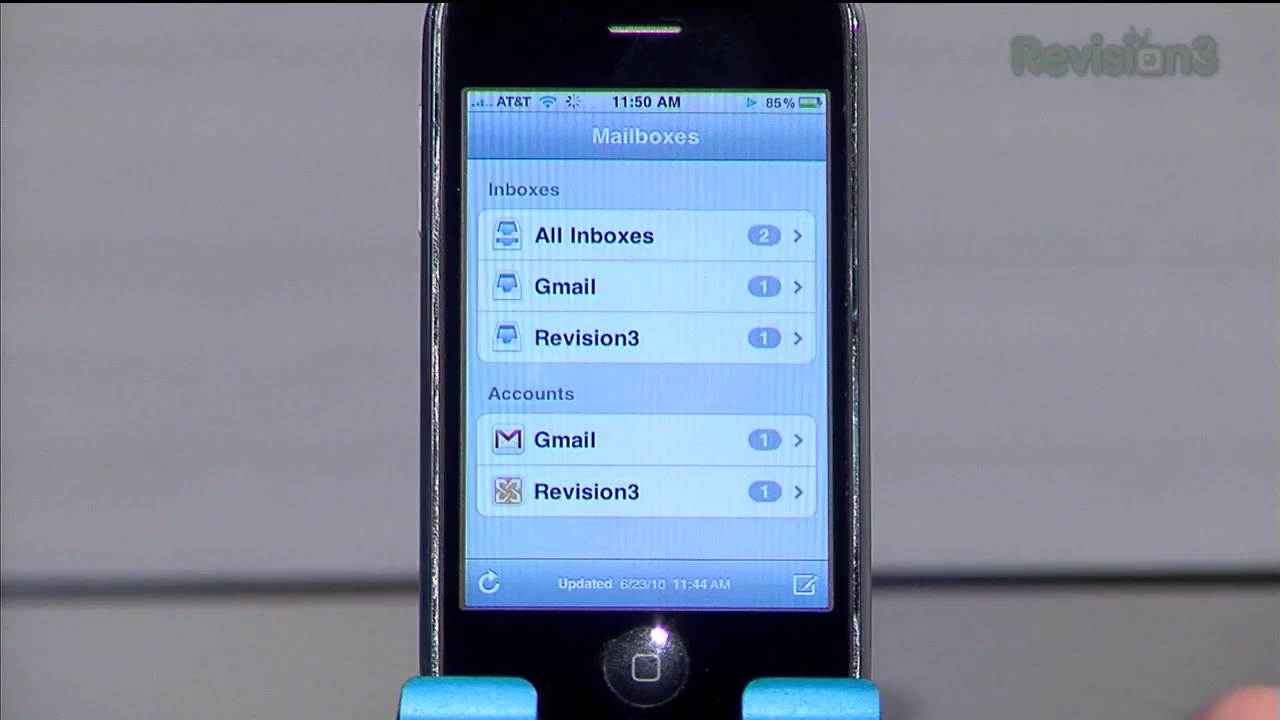 Revision3
AT&T 11:50 AM 85%
Mailboxes
Inboxes
All Inboxes 2
Gmail 1
Revision3 1
Accounts
Gmail 1
Revision3 1
Updated 6/23/10 11:44 AM